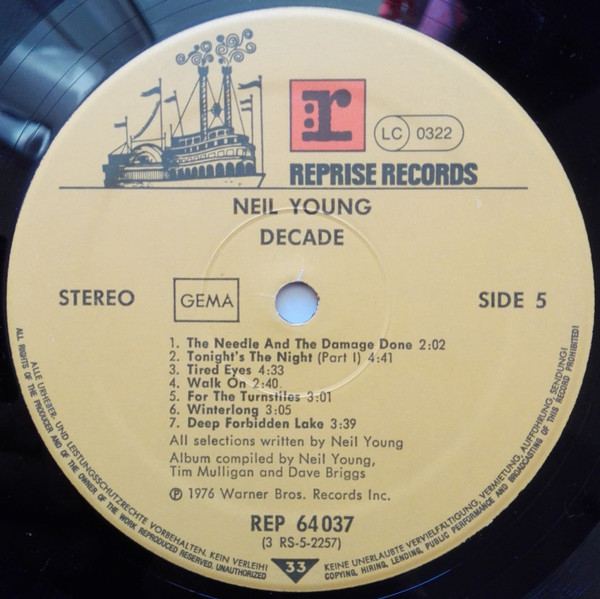 r
LC 0322
REPRISE RECORDS
NEIL YOUNG
DECADE
STEREO
GEMA
SIDE 5
1. The Needle And The Damage Done 2:02
2. Tonight's The Night (Part I) 4:41
3. Tired Eyes 4:33
4. Walk On 2:40
5. For The Turnstiles 3:01
6. Winterlong 3:05
7. Deep Forbidden Lake 3:39
All selections written by Neil Young
Album compiled by Neil Young,
Tim Mulligan and Dave Briggs
℗ 1976 Warner Bros. Records Inc.
REP 64 037
(3 RS-5-2257)
33
ALLE URHEBER- UND LEISTUNGSSCHUTZRECHTE VORBEHALTEN. KEIN VERLEIH! KEINE UNERLAUBTE VERVIELFÄLTIGUNG, VERMIETUNG, AUFFÜHRUNG, SENDUNG!
ALL RIGHTS OF THE PRODUCER AND OF THE OWNER OF THE WORK REPRODUCED RESERVED. UNAUTHORIZED COPYING, HIRING, LENDING, PUBLIC PERFORMANCE AND BROADCASTING OF THIS RECORD PROHIBITED!